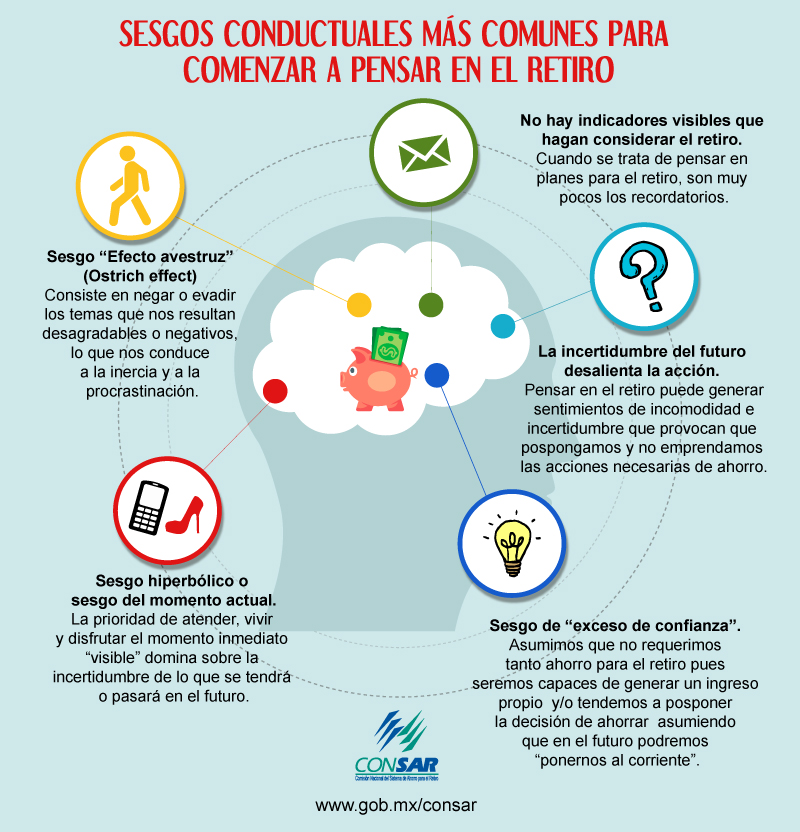 SESGOS CONDUCTUALES MÁS COMUNES PARA
COMENZAR A PENSAR EN EL RETIRO
No hay indicadores visibles que
hagan considerar el retiro.
Cuando se trata de pensar en
planes para el retiro, son muy
pocos los recordatorios.
Sesgo “Efecto avestruz”
(Ostrich effect)
Consiste en negar o evadir
los temas que nos resultan
desagradables o negativos,
lo que nos conduce
a la inercia y a la
procrastinación.
La incertidumbre del futuro
desalienta la acción.
Pensar en el retiro puede generar
sentimientos de incomodidad e
incertidumbre que provocan que
pospongamos y no emprendamos
las acciones necesarias de ahorro.
Sesgo hiperbólico o
sesgo del momento actual.
La prioridad de atender, vivir
y disfrutar el momento inmediato
“visible” domina sobre la
incertidumbre de lo que se tendrá
o pasará en el futuro.
Sesgo de “exceso de confianza”.
Asumimos que no requerimos
tanto ahorro para el retiro pues
seremos capaces de generar un ingreso
propio y/o tendemos a posponer
la decisión de ahorrar asumiendo
que en el futuro podremos
“ponernos al corriente”.
CONSAR
Comisión Nacional del Sistema de Ahorro para el Retiro
www.gob.mx/consar